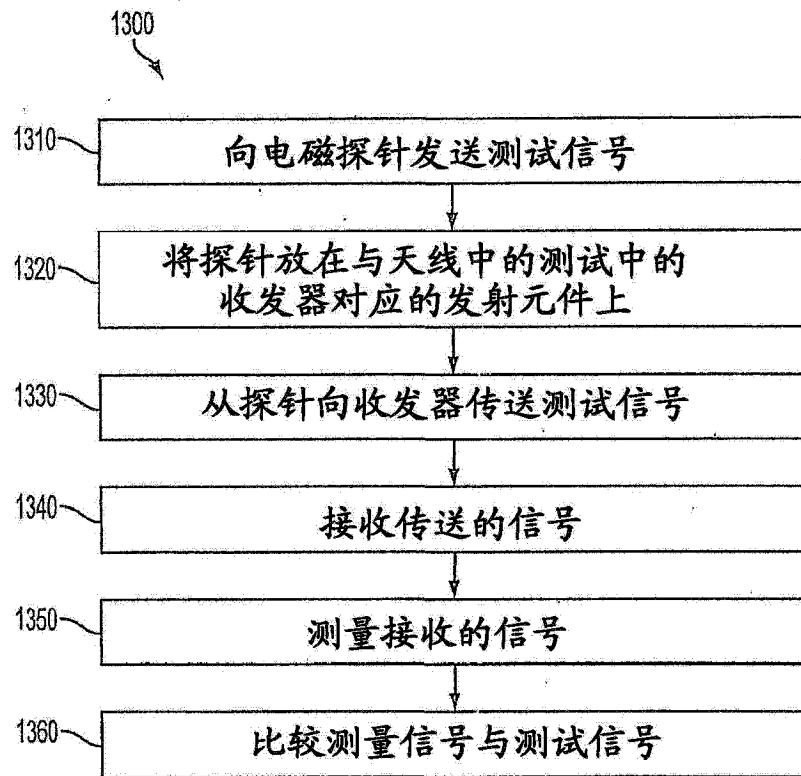 1300
1310
向电磁探针发送测试信号
1320
将探针放在与天线中的测试中的
收发器对应的发射元件上
1330
从探针向收发器传送测试信号
1340
接收传送的信号
1350
测量接收的信号
1360
比较测量信号与测试信号